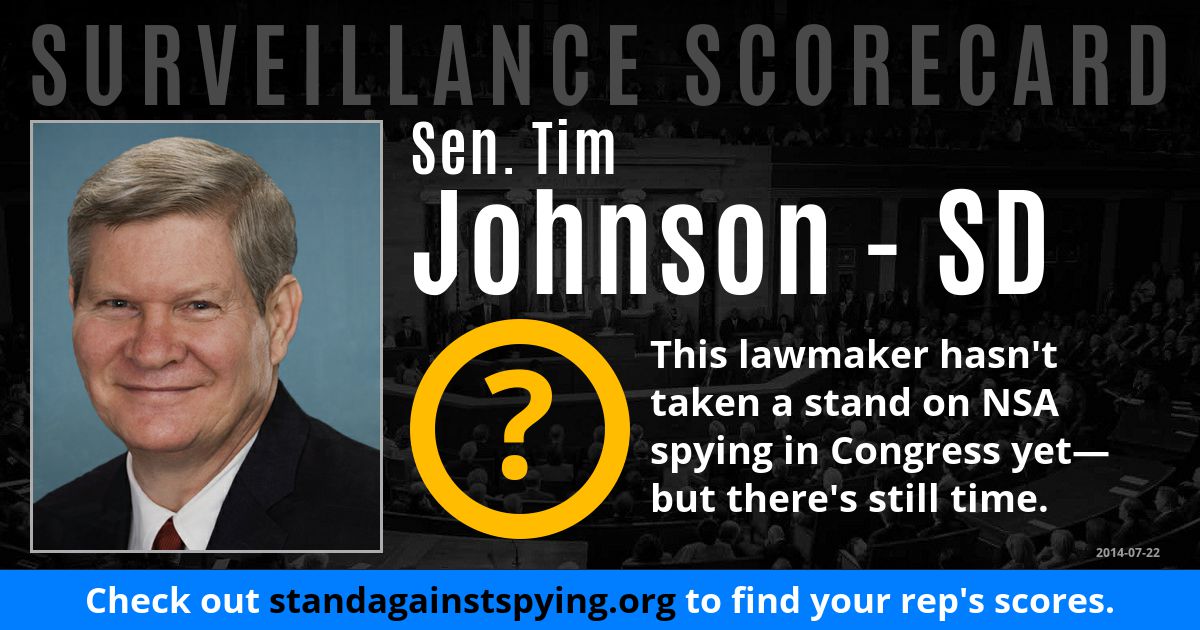 SURVEILLANCE SCORECARD
Sen. Tim
Johnson - SD
?
This lawmaker hasn't
taken a stand on NSA
spying in Congress yet—
but there's still time.
2014-07-22
Check out standagainstspying.org to find your rep's scores.